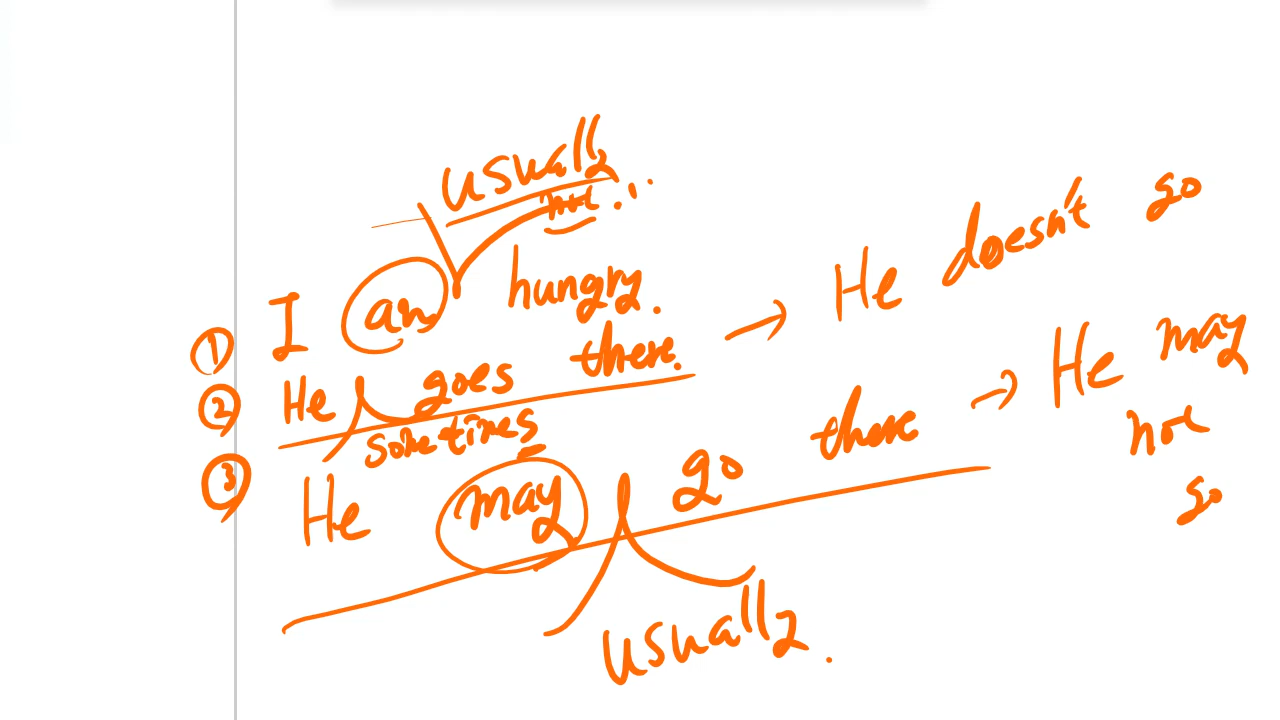 usually
not ...
I am hungry.
① 
② He goes there. → He doesn't go
sometimes
③ He may go there → He may
not
go
usually.